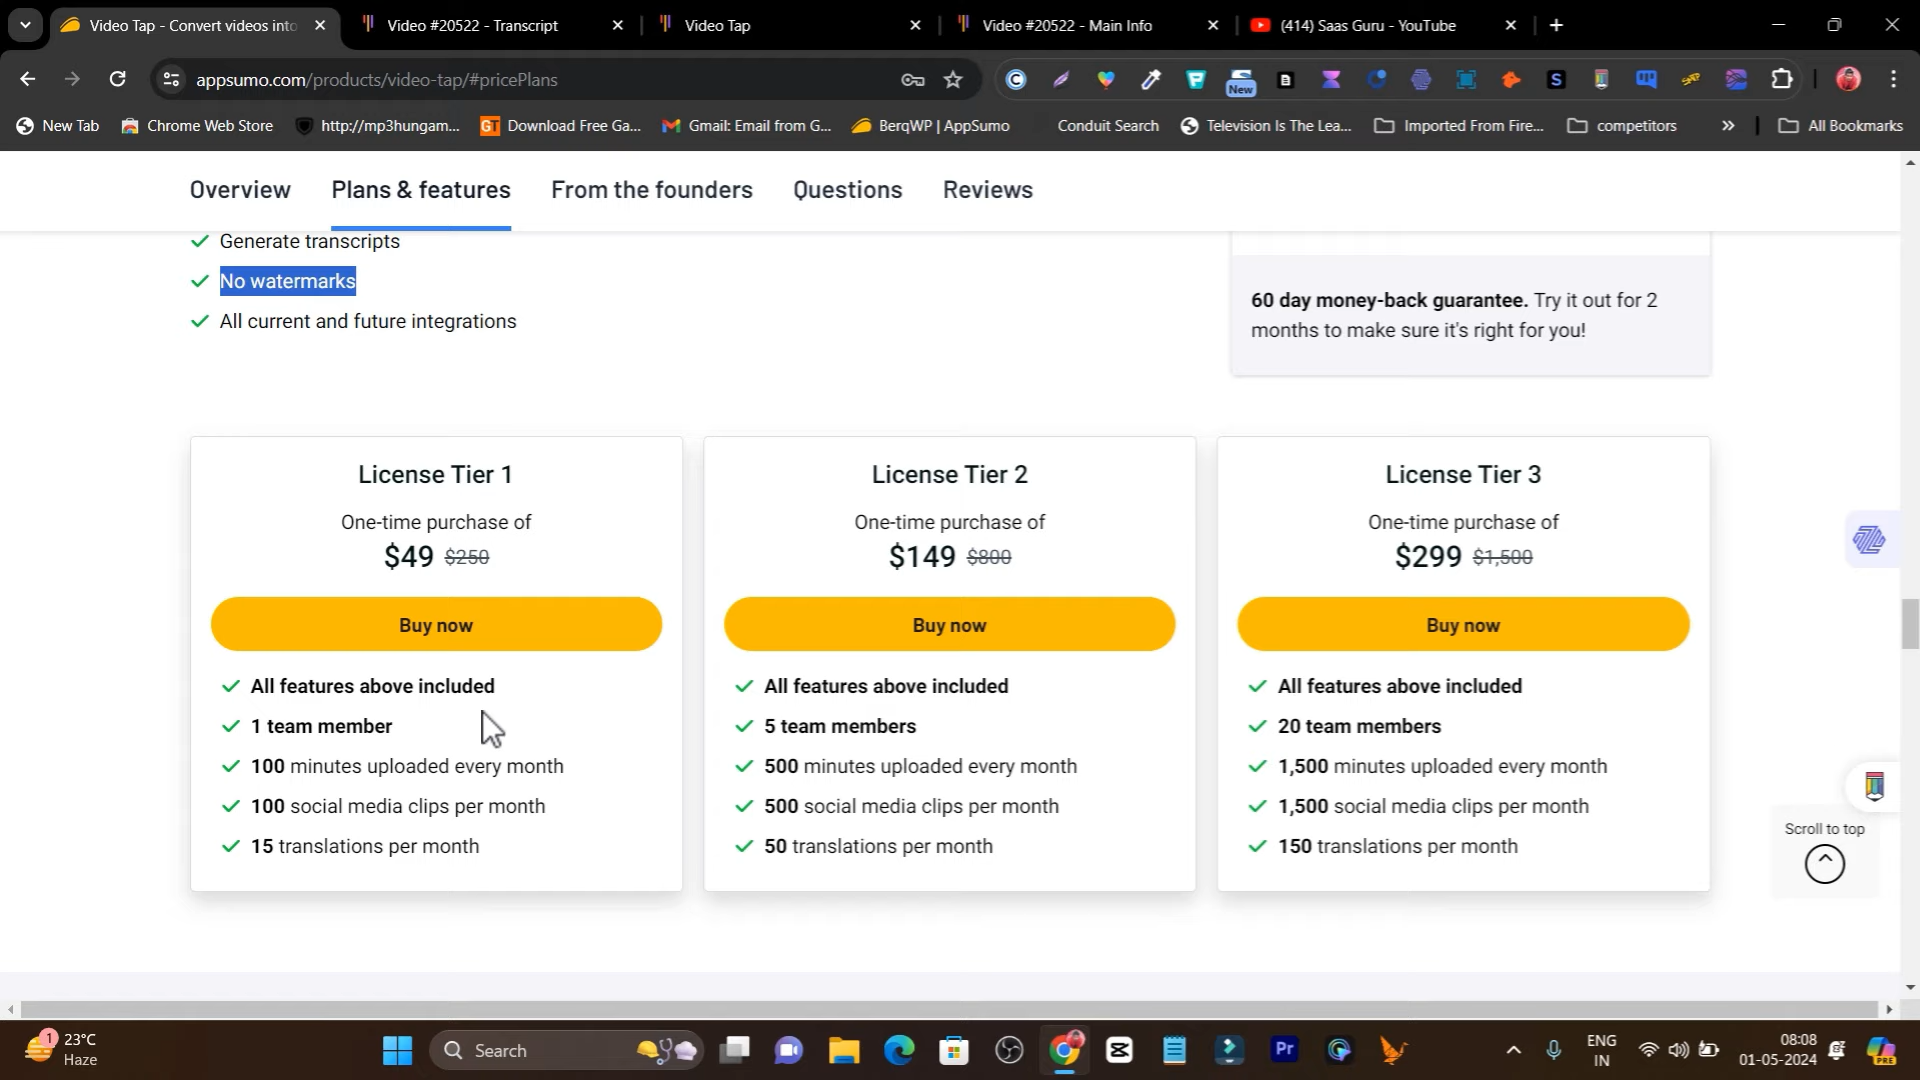 Video Tap - Convert videos into
Video #20522 - Transcript
Video Tap
Video #20522 - Main Info
(414) Saas Guru - YouTube
appsumo.com/products/video-tap/#pricePlans
New
New Tab
Chrome Web Store
http://mp3hungam...
Download Free Ga...
Gmail: Email from G...
BerqWP | AppSumo
Conduit Search
Television Is The Lea...
Imported From Fire...
competitors
All Bookmarks
Overview
Plans & features
From the founders
Questions
Reviews
Generate transcripts
No watermarks
All current and future integrations
60 day money-back guarantee. Try it out for 2
months to make sure it's right for you!
License Tier 1
One-time purchase of
$49 $250
Buy now
All features above included
1 team member
100 minutes uploaded every month
100 social media clips per month
15 translations per month
License Tier 2
One-time purchase of
$149 $800
Buy now
All features above included
5 team members
500 minutes uploaded every month
500 social media clips per month
50 translations per month
License Tier 3
One-time purchase of
$299 $1,500
Buy now
All features above included
20 team members
1,500 minutes uploaded every month
1,500 social media clips per month
150 translations per month
Scroll to top
1
23°C
Haze
Search
Pr
ENG
IN
08:08
01-05-2024
PRE